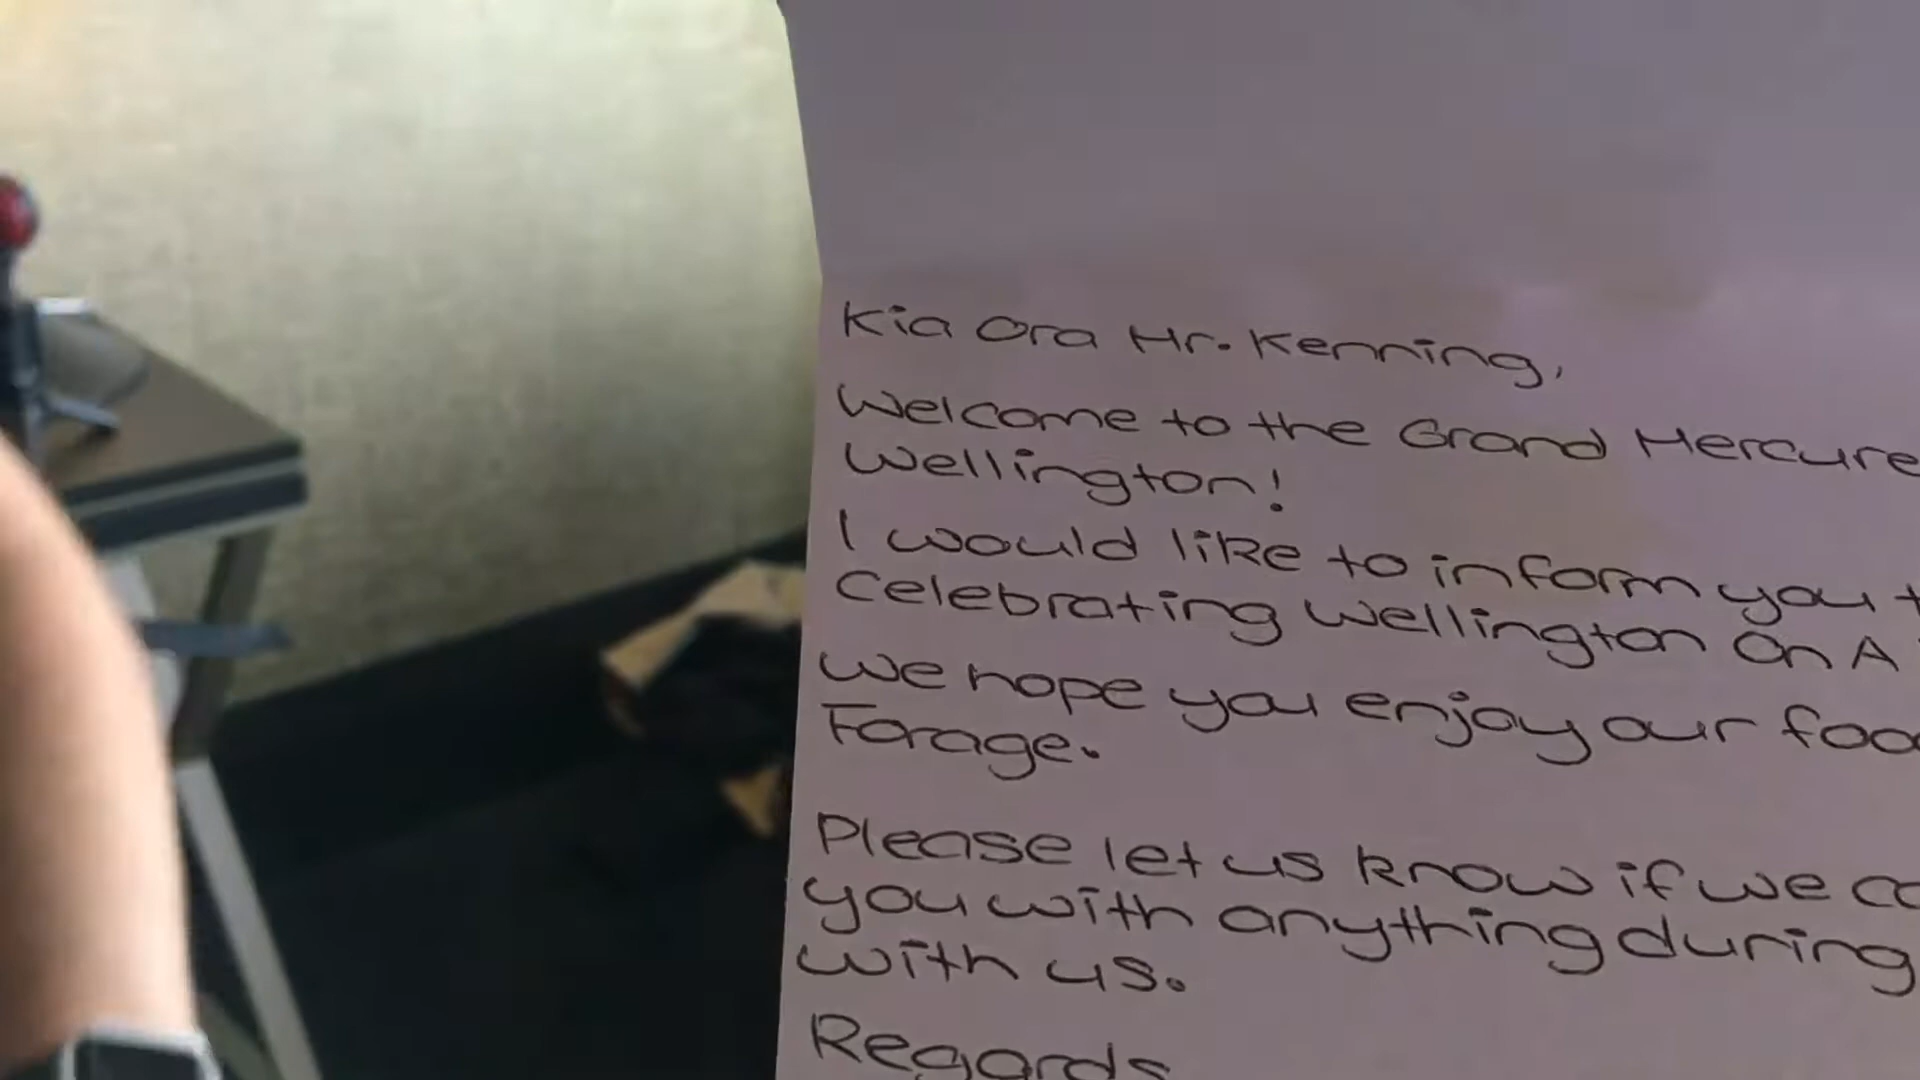 Kia Ora Mr. Kenning,
Welcome to the Grand Mercure
Wellington!
I would like to inform you
Celebrating Wellington On A
We hope you enjoy our
Forage.
Please let us know if we
you with anything during
with us.
Regards